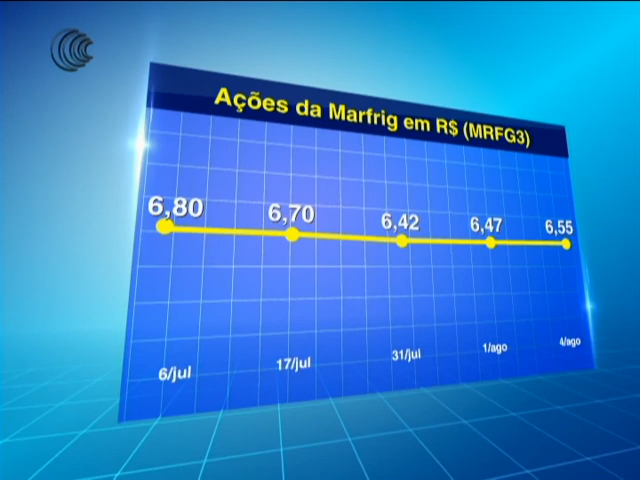 Ações da Marfrig em R$ (MRFG3)
6,80 6,70 6,42 6,47 6,55
6/jul 17/jul 31/jul 1/ago 4/ago